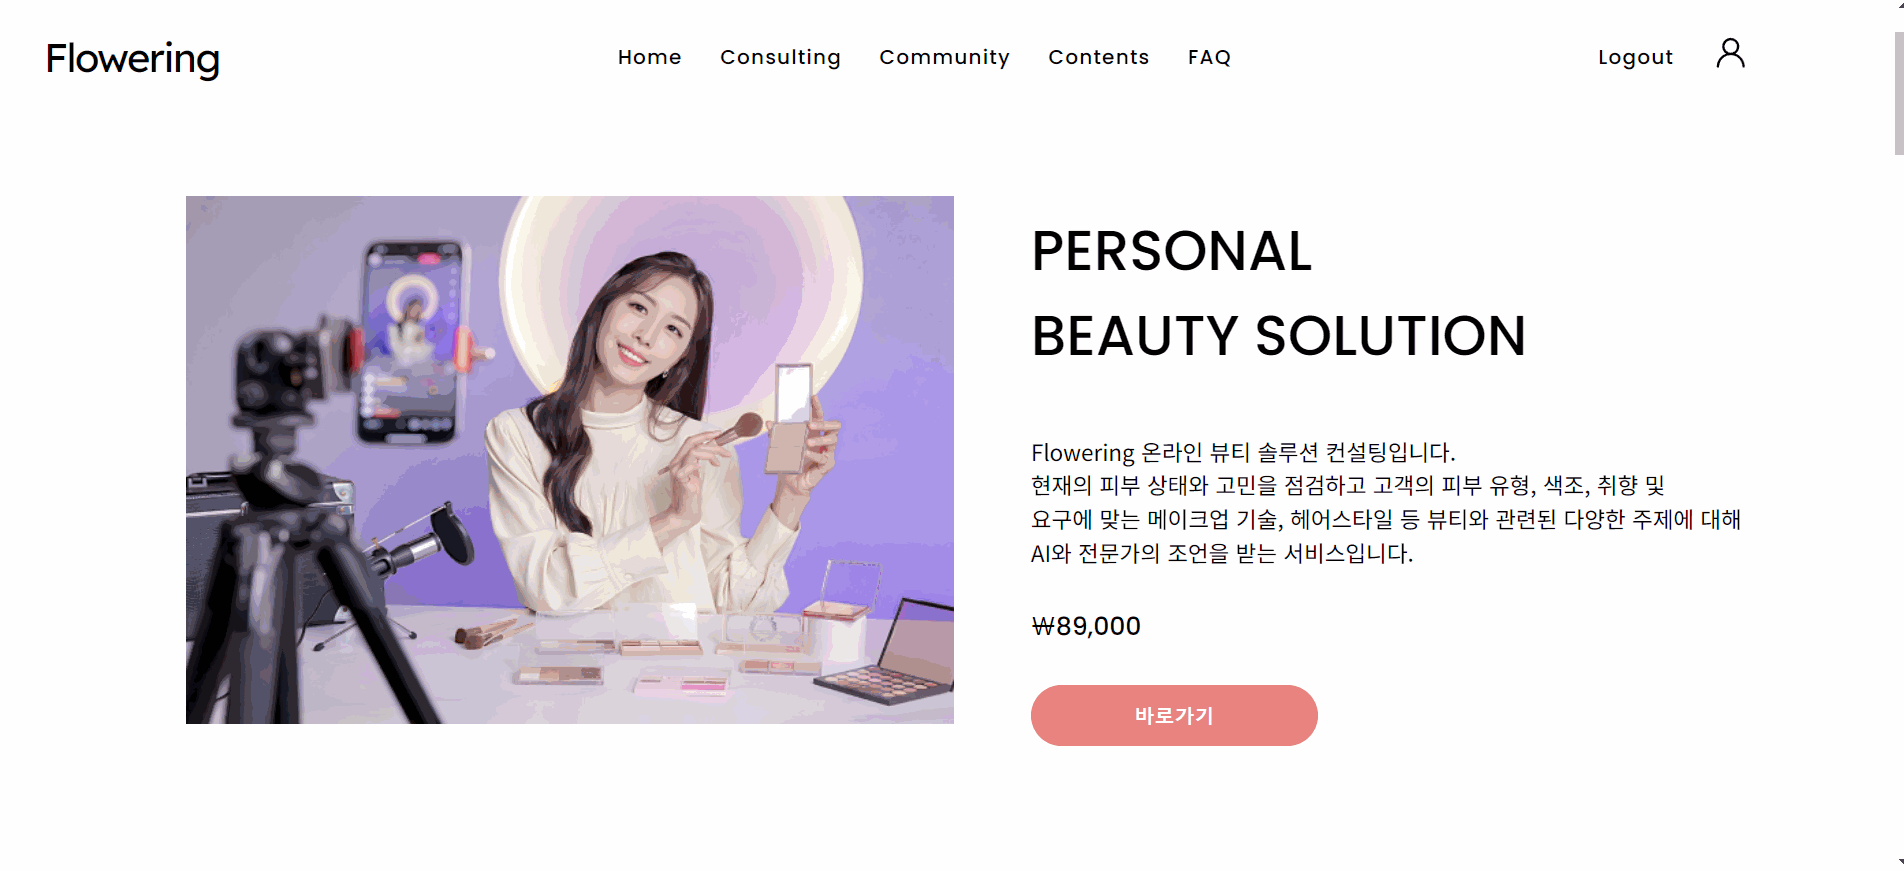 Flowering
Home Consulting Community Contents FAQ
Logout
PERSONAL
BEAUTY SOLUTION
Flowering 온라인 뷰티 솔루션 컨설팅입니다.
현재의 피부 상태와 고민을 점검하고 고객의 피부 유형, 색조, 취향 및
요구에 맞는 메이크업 기술, 헤어스타일 등 뷰티와 관련된 다양한 주제에 대해
AI와 전문가의 조언을 받는 서비스입니다.
₩89,000
바로가기